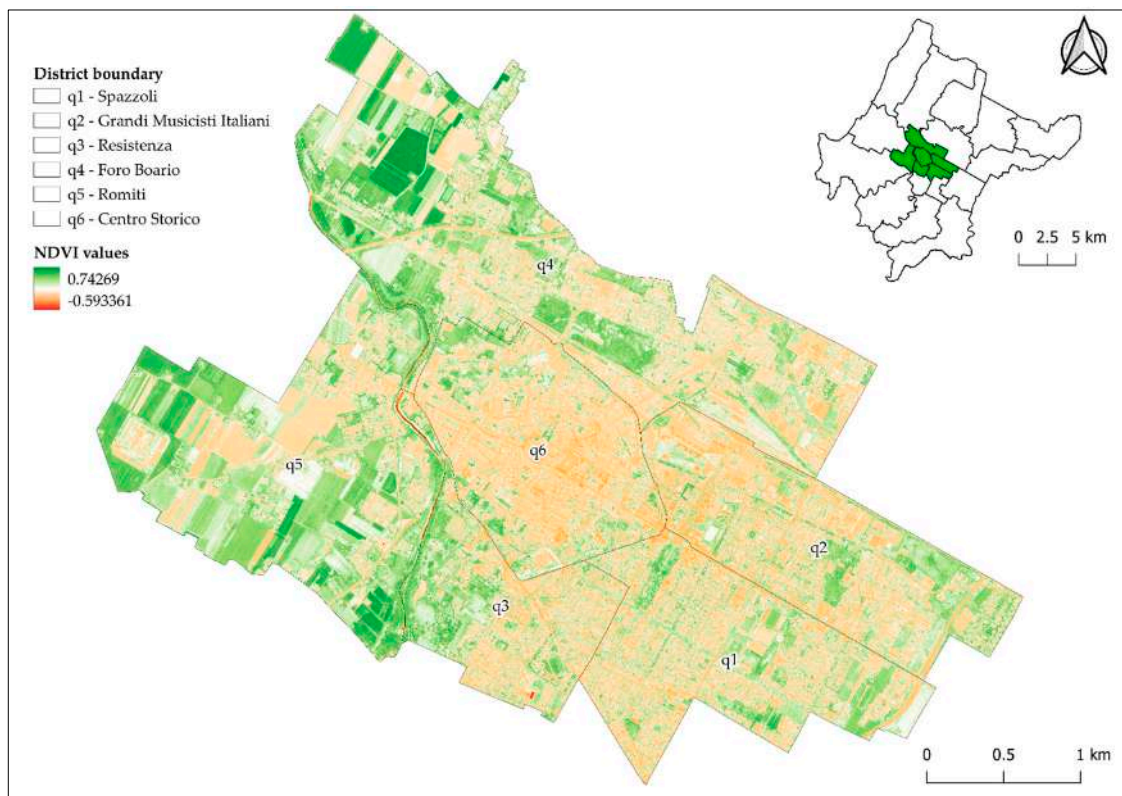 District boundary
q1 - Spazzoli
q2 - Grandi Musicisti Italiani
q3 - Resistenza
q4 - Foro Boario
q5 - Romiti
q6 - Centro Storico
NDVI values
0.74269
-0.593361
0 2.5 5 km
q4
q6
q5
q2
q3
q1
0 0.5 1 km